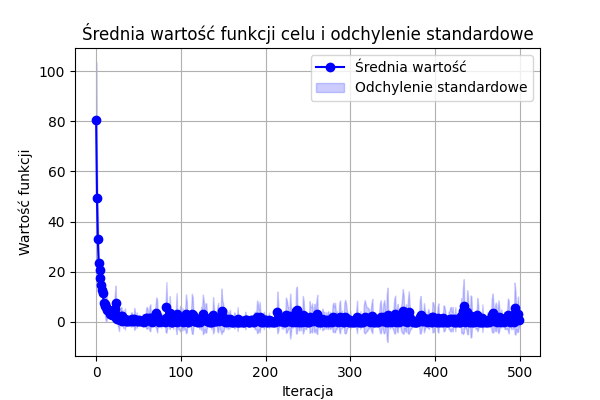 Średnia wartość funkcji celu i odchylenie standardowe
Średnia wartość
Odchylenie standardowe
Wartość funkcji
100
80
60
40
20
0
0 100 200 300 400 500
Iteracja